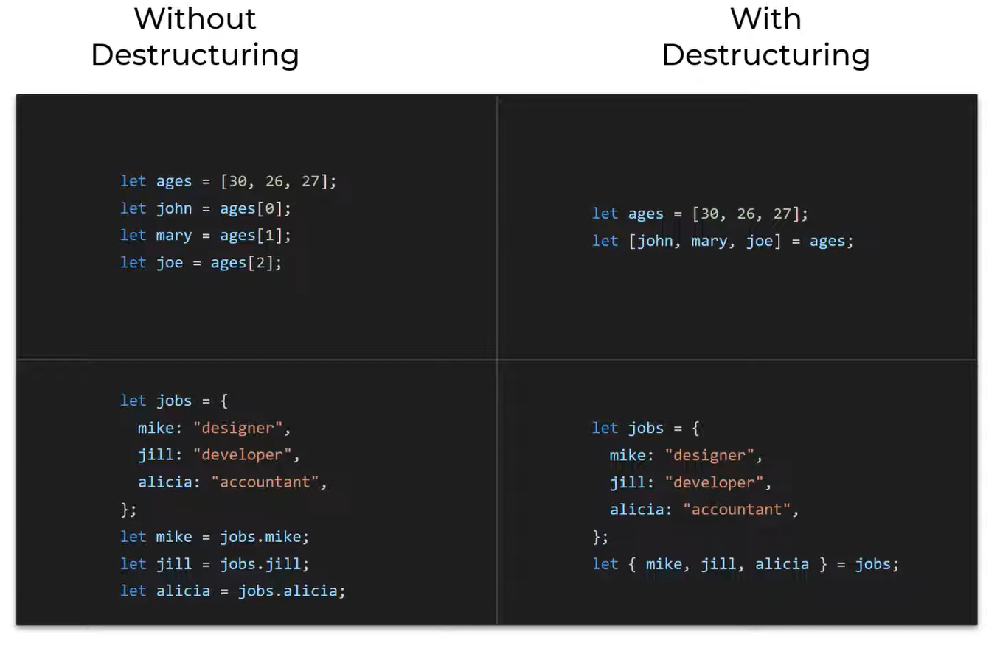 Without
Destructuring
With
Destructuring
let ages = [30, 26, 27];
let john = ages[0];
let mary = ages[1];
let joe = ages[2];
let ages = [30, 26, 27];
let [john, mary, joe] = ages;
let jobs = {
  mike: "designer",
  jill: "developer",
  alicia: "accountant",
};
let mike = jobs.mike;
let jill = jobs.jill;
let alicia = jobs.alicia;
let jobs = {
  mike: "designer",
  jill: "developer",
  alicia: "accountant",
};
let { mike, jill, alicia } = jobs;